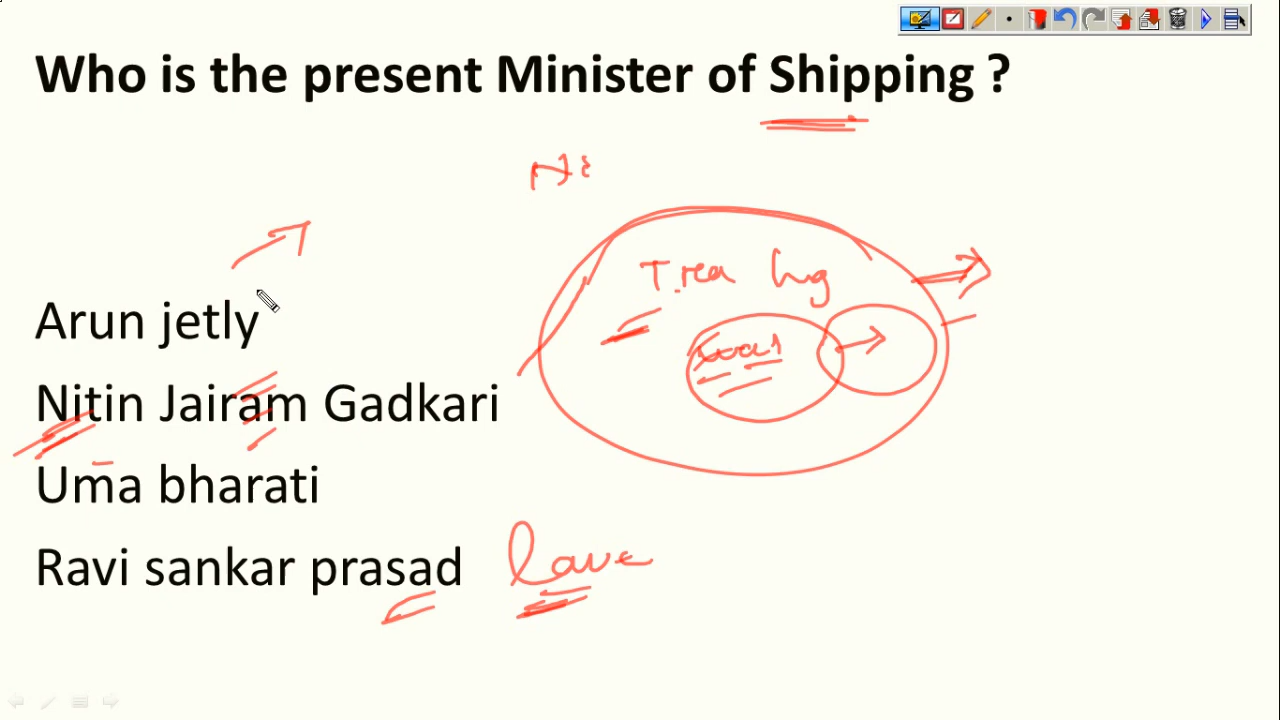 Who is the present Minister of Shipping ?
Arun jetly
Nitin Jairam Gadkari
Uma bharati
Ravi sankar prasad